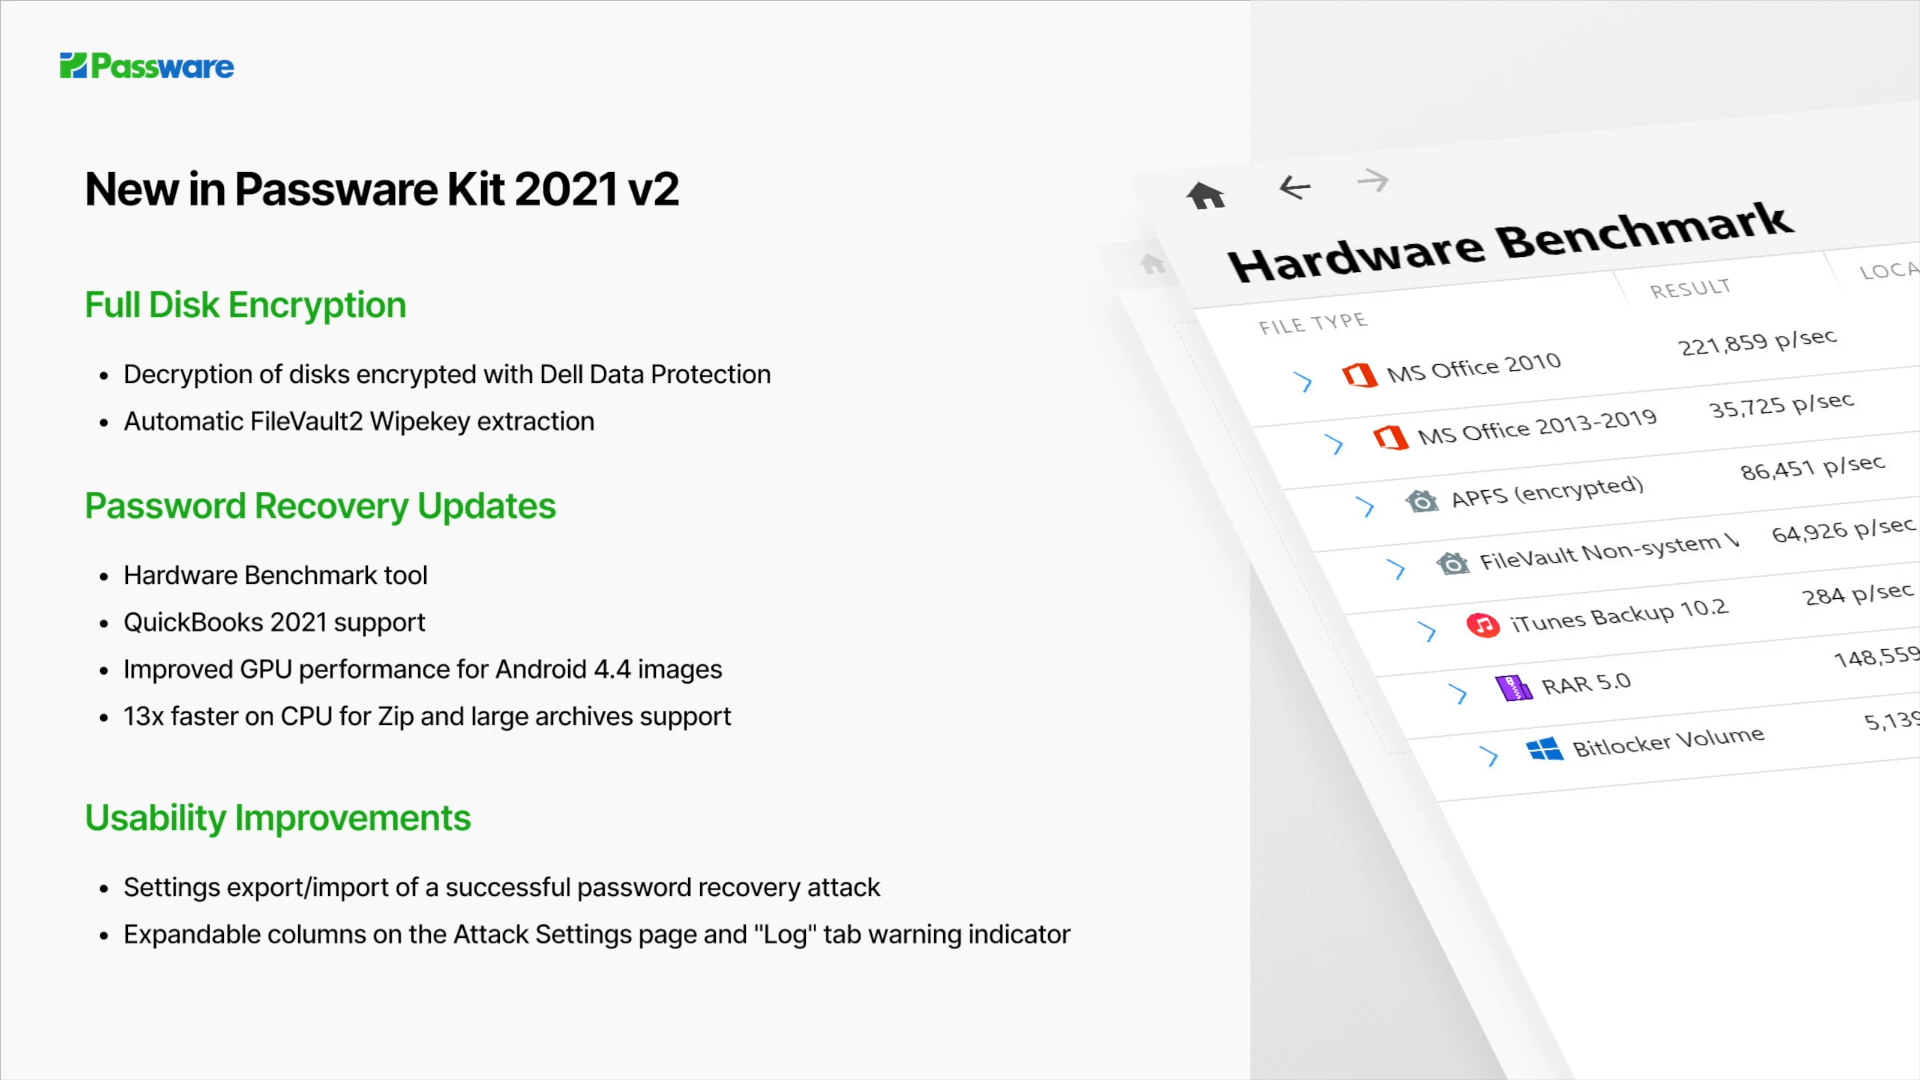 Passware
New in Passware Kit 2021 v2
Full Disk Encryption
• Decryption of disks encrypted with Dell Data Protection
• Automatic FileVault2 Wipekey extraction
Password Recovery Updates
• Hardware Benchmark tool
• QuickBooks 2021 support
• Improved GPU performance for Android 4.4 images
• 13x faster on CPU for Zip and large archives support
Usability Improvements
• Settings export/import of a successful password recovery attack
• Expandable columns on the Attack Settings page and "Log" tab warning indicator
Hardware Benchmark
FILE TYPE RESULT LOCA
MS Office 2010 221,859 p/sec
MS Office 2013-2019 35,725 p/sec
APFS (encrypted) 86,451 p/sec
FileVault Non-system 64,926 p/sec
iTunes Backup 10.2 284 p/sec
RAR 5.0 148,559
Bitlocker Volume 5,139